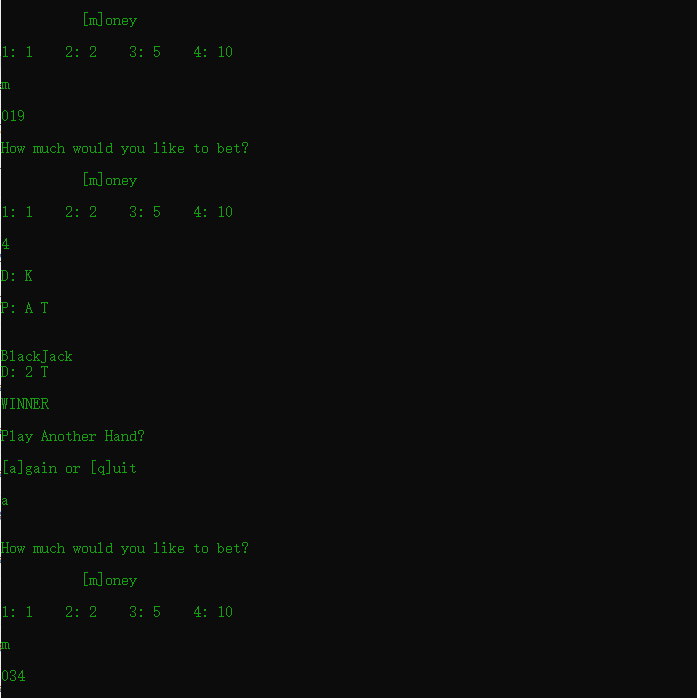 [m]oney
1: 1    2: 2    3: 5    4: 10
m
019
How much would you like to bet?
[m]oney
1: 1    2: 2    3: 5    4: 10
4
D: K
P: A T
BlackJack
D: 2 T
WINNER
Play Another Hand?
[a]gain or [q]uit
a
How much would you like to bet?
[m]oney
1: 1    2: 2    3: 5    4: 10
m
034